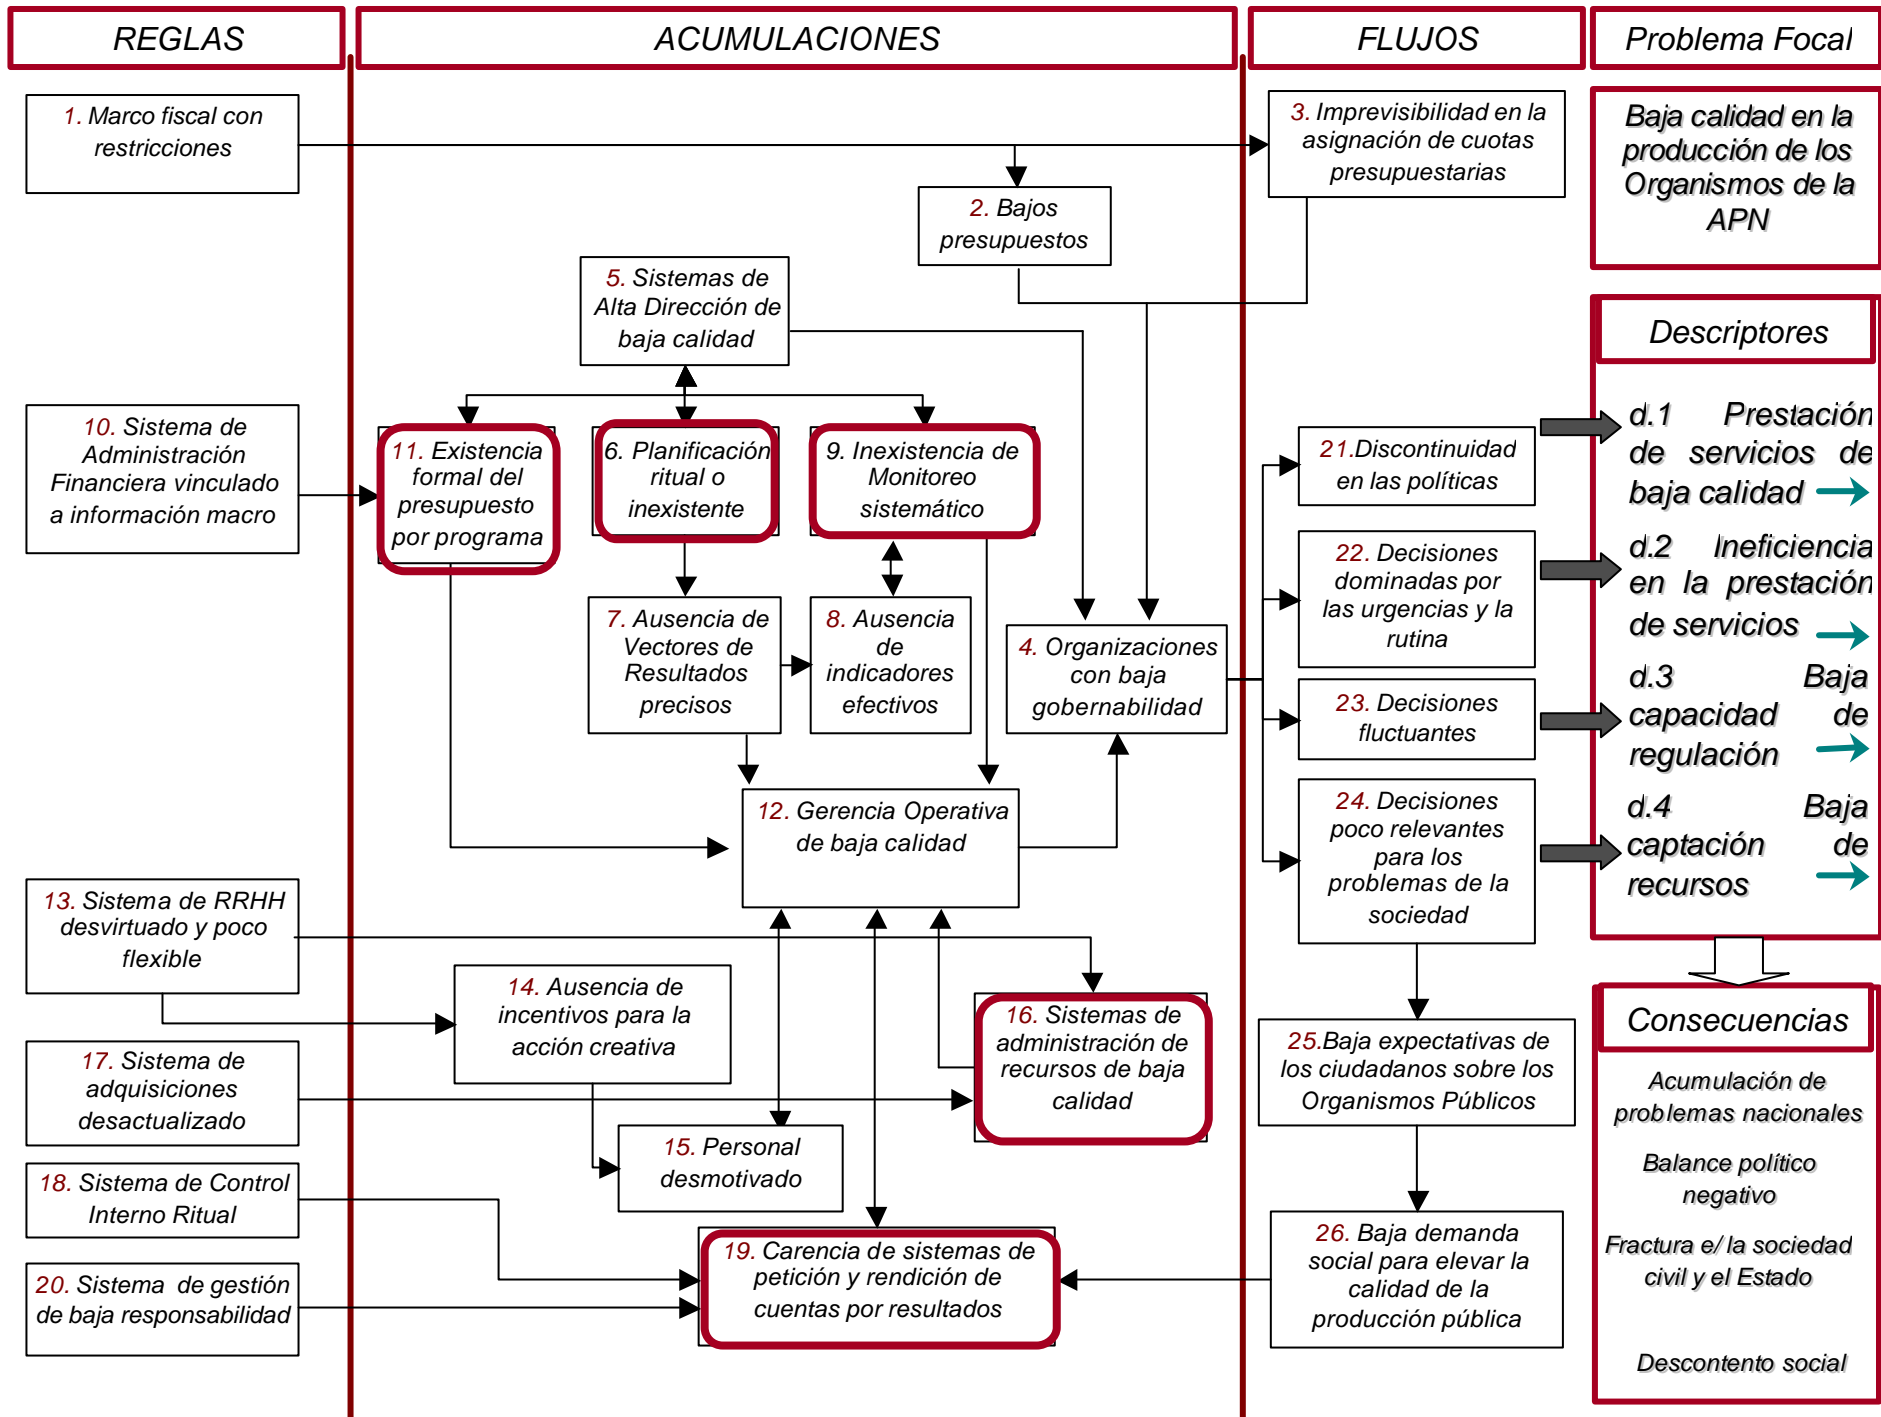 REGLAS
ACUMULACIONES
FLUJOS
Problema Focal
1. Marco fiscal con
restricciones
3. Imprevisibilidad en la
asignación de cuotas
presupuestarias
Baja calidad en la
producción de los
Organismos de la
APN
2. Bajos
presupuestos
5. Sistemas de
Alta Dirección de
baja calidad
Descriptores
10. Sistema de
Administración
Financiera vinculado
a información macro
11. Existencia
formal del
presupuesto
por programa
6. Planificación
ritual o
inexistente
9. Inexistencia de
Monitoreo
sistemático
21.Discontinuidad
en las políticas
d.1 Prestación
de servicios de
baja calidad
22. Decisiones
dominadas por
las urgencias y la
rutina
d.2 Ineficiencia
en la prestación
de servicios
7. Ausencia de
Vectores de
Resultados
precisos
8. Ausencia
de
indicadores
efectivos
4. Organizaciones
con baja
gobernabilidad
23. Decisiones
fluctuantes
d.3 Baja
capacidad de
regulación
12. Gerencia Operativa
de baja calidad
24. Decisiones
poco relevantes
para los
problemas de la
sociedad
d.4 Baja
captación de
recursos
13. Sistema de RRHH
desvirtuado y poco
flexible
14. Ausencia de
incentivos para la
acción creativa
16. Sistemas de
administración de
recursos de baja
calidad
25.Baja expectativas de
los ciudadanos sobre los
Organismos Públicos
Consecuencias
17. Sistema de
adquisiciones
desactualizado
15. Personal
desmotivado
Acumulación de
problemas nacionales
18. Sistema de Control
Interno Ritual
Balance político
negativo
19. Carencia de sistemas de
petición y rendición de
cuentas por resultados
26. Baja demanda
social para elevar la
calidad de la
producción pública
Fractura e/ la sociedad
civil y el Estado
20. Sistema de gestión
de baja responsabilidad
Descontento social